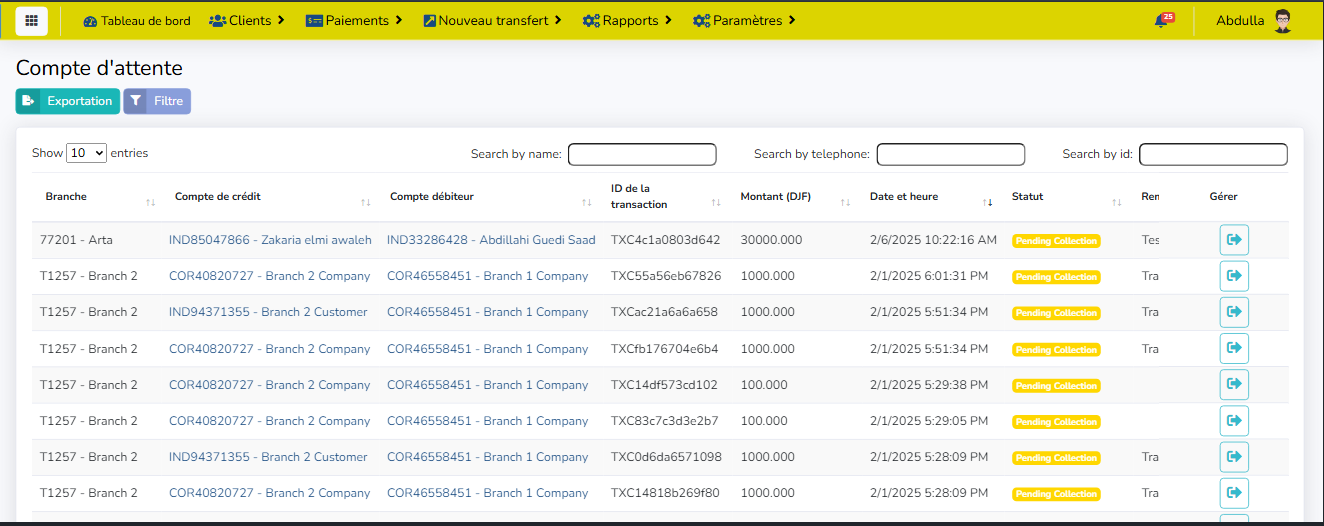 Tableau de bord Clients Paiements Nouveau transfert Rapports Paramètres 25 Abdulla
Compte d'attente
Exportation Filtre
Show 10 entries Search by name: Search by telephone: Search by id:
Branche Compte de crédit Compte débiteur ID de la transaction Montant (DJF) Date et heure Statut Ren Gérer
77201 - Arta IND85047866 - Zakaria elmi awaleh IND33286428 - Abdillahi Guedi Saad TXC4c1a0803d642 30000.000 2/6/2025 10:22:16 AM Pending Collection Tes
T1257 - Branch 2 COR40820727 - Branch 2 Company COR46558451 - Branch 1 Company TXC55a56eb67826 1000.000 2/1/2025 6:01:31 PM Pending Collection Tra
T1257 - Branch 2 IND94371355 - Branch 2 Customer COR46558451 - Branch 1 Company TXCac21a6a6a658 1000.000 2/1/2025 5:51:34 PM Pending Collection Tra
T1257 - Branch 2 COR40820727 - Branch 2 Company COR46558451 - Branch 1 Company TXCfb176704e6b4 1000.000 2/1/2025 5:51:34 PM Pending Collection Tra
T1257 - Branch 2 COR40820727 - Branch 2 Company COR46558451 - Branch 1 Company TXC14df573cd102 100.000 2/1/2025 5:29:38 PM Pending Collection
T1257 - Branch 2 COR40820727 - Branch 2 Company COR46558451 - Branch 1 Company TXC83c7c3d3e2b7 100.000 2/1/2025 5:29:05 PM Pending Collection
T1257 - Branch 2 IND94371355 - Branch 2 Customer COR46558451 - Branch 1 Company TXC0d6da6571098 1000.000 2/1/2025 5:28:09 PM Pending Collection Tra
T1257 - Branch 2 COR40820727 - Branch 2 Company COR46558451 - Branch 1 Company TXC14818b269f80 1000.000 2/1/2025 5:28:09 PM Pending Collection Tra